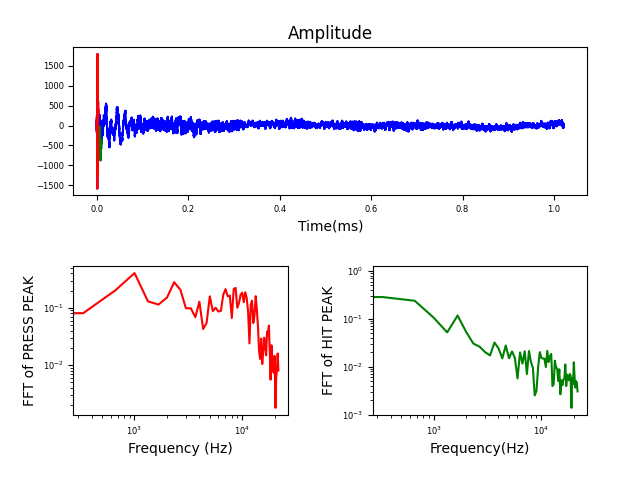 Amplitude
1500
1000
500
0
−500
−1000
−1500
0.0 0.2 0.4 0.6 0.8 1.0
Time(ms)
FFT of PRESS PEAK
10⁻¹
10⁻²
10³ 10⁴
Frequency (Hz)
FFT of HIT PEAK
10⁰
10⁻¹
10⁻²
10⁻³
10³ 10⁴
Frequency(Hz)